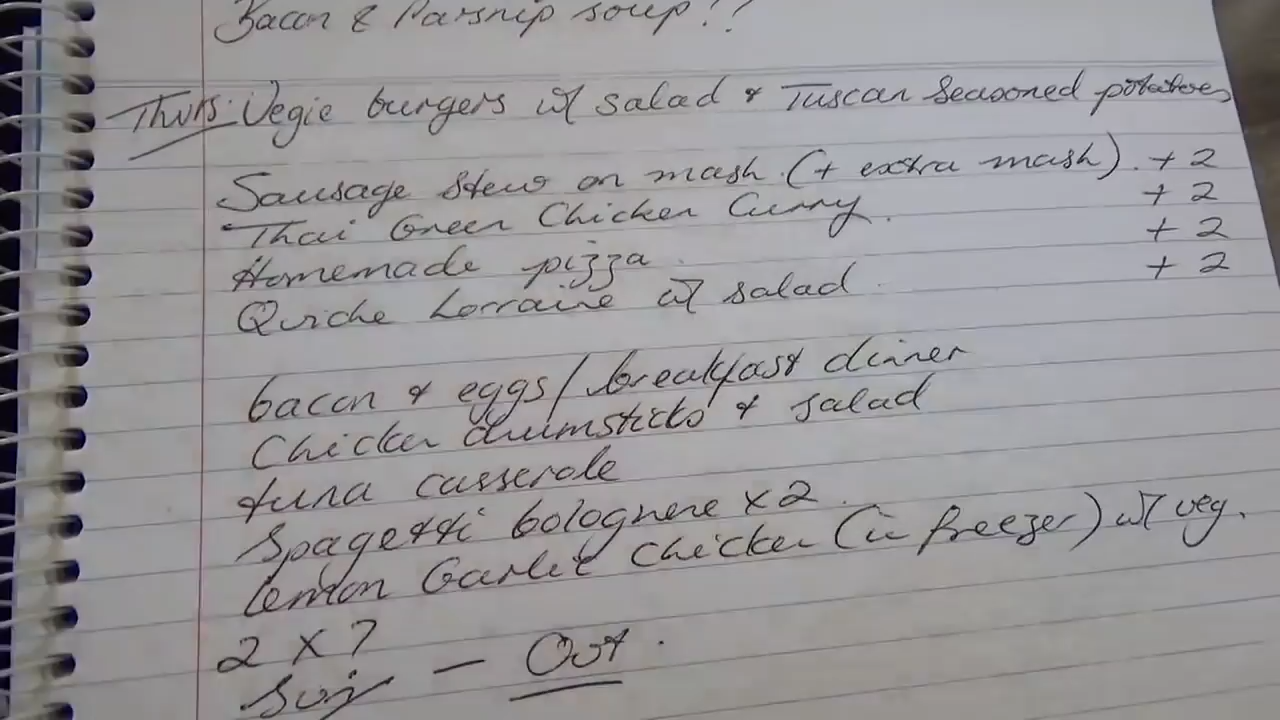 Bacon & Parsnip soup??
Thurs: Vegie burgers w/ salad & Tuscan Seasoned potatoes
Sausage Stew on mash. (+ extra mash). + 2
Thai Green Chicken Curry. + 2
Homemade pizza. + 2
Quiche Lorraine w/ salad. + 2
bacon & eggs/breakfast dinner
Chicken drumsticks & salad
tuna casserole
Spagetti bolognese x 2.
Lemon Garlic Chicken (in freezer) w/ veg.
2 x ?
— Out.